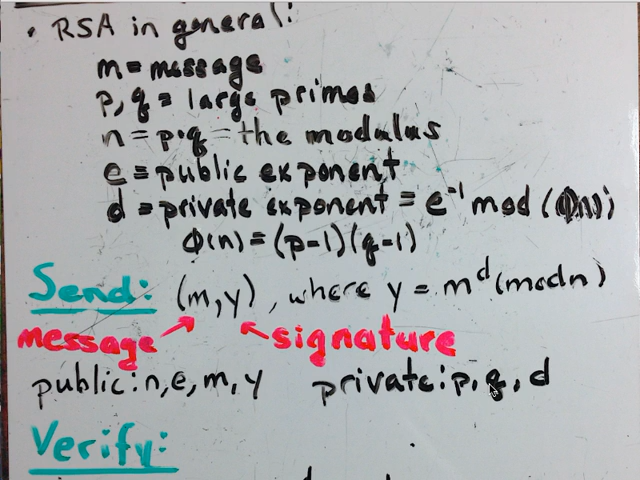 • RSA in general:
m = message
p, q = large primes
n = p·q = the modulus
e = public exponent
d = private exponent = e⁻¹ mod (Φ(n))
Φ(n) = (p-1)(q-1)
Send: (m, y), where y = m^d (mod n)
message signature
public: n, e, m, y private: p, q, d
Verify: